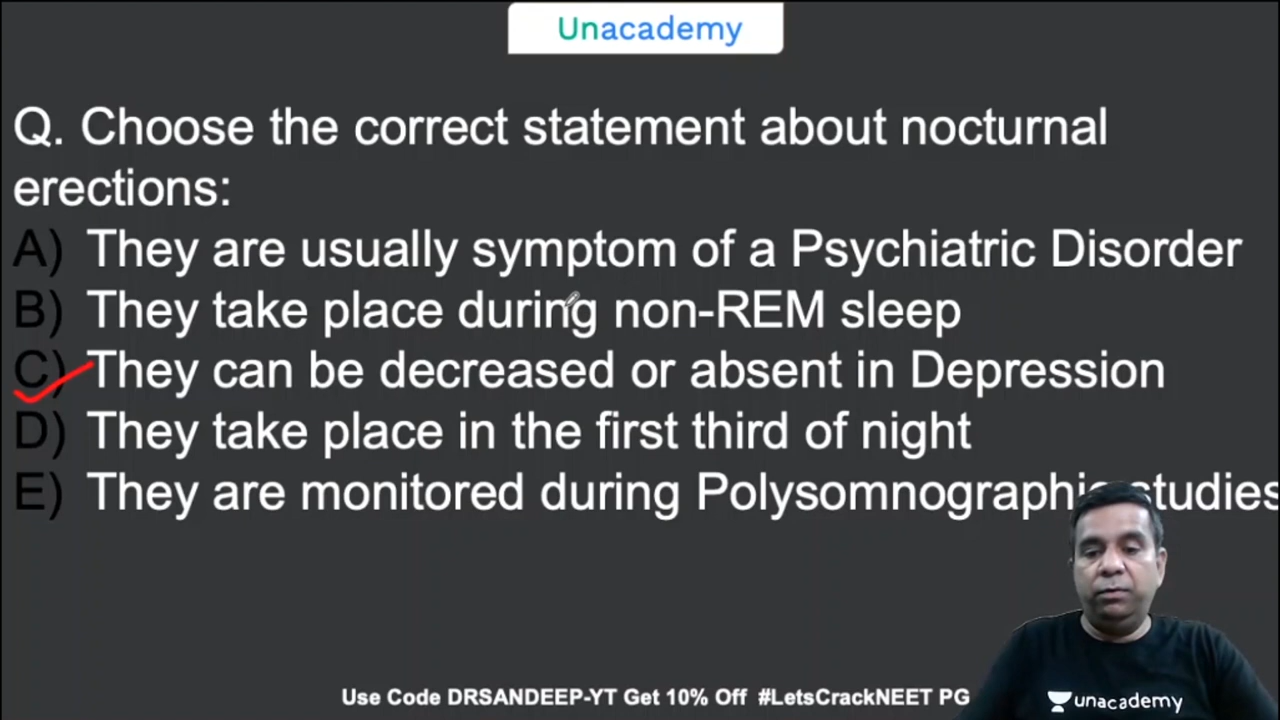 Unacademy
Q. Choose the correct statement about nocturnal
erections:
A) They are usually symptom of a Psychiatric Disorder
B) They take place during non-REM sleep
C) They can be decreased or absent in Depression
D) They take place in the first third of night
E) They are monitored during Polysomnographic studies
Use Code DRSANDEEP-YT Get 10% Off #LetsCrackNEET PG
unacademy